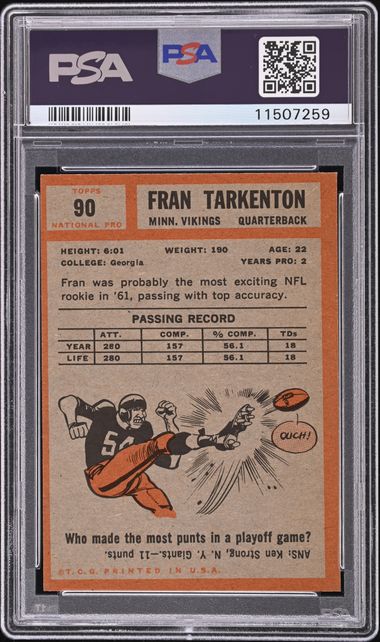 PSA
PSA
11507259
TOPPS
90
NATIONAL PRO
FRAN TARKENTON
MINN. VIKINGS QUARTERBACK
HEIGHT: 6:01 WEIGHT: 190 AGE: 22
COLLEGE: Georgia YEARS PRO: 2
Fran was probably the most exciting NFL
rookie in '61, passing with top accuracy.
PASSING RECORD
ATT. COMP. % COMP. TDs
YEAR 280 157 56.1 18
LIFE 280 157 56.1 18
54
OUCH!
Who made the most punts in a playoff game?
ANS: Ken Strong, N. Y. Giants—11 punts.
©T.C.G. PRINTED IN U.S.A.